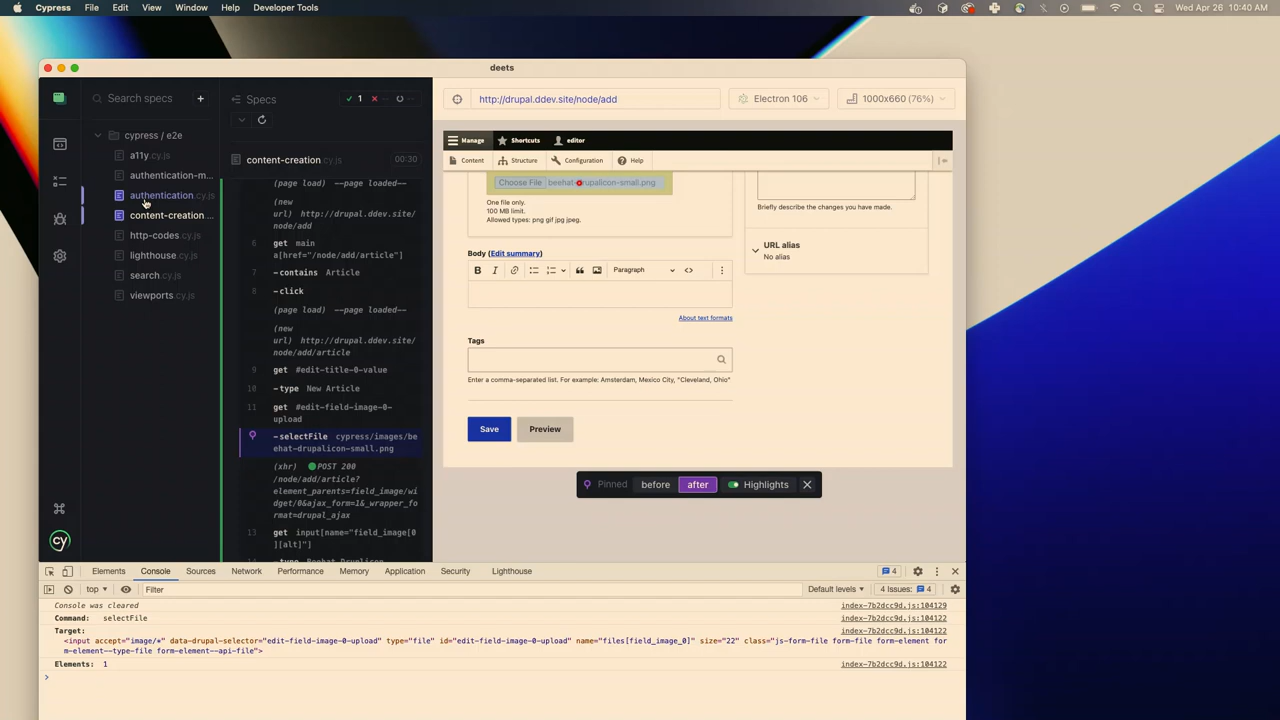 Cypress File Edit View Window Help Developer Tools
Wed Apr 26 10:40 AM
deets
Search specs
+
cypress / e2e
a11y.cy.js
authentication-m...
authentication.cy.js
content-creation...
http-codes.cy.js
lighthouse.cy.js
search.cy.js
viewports.cy.js
cy
Specs
1
--
--
content-creation.cy.js
00:30
(page load) --page loaded--
(new
url) http://drupal.ddev.site/
node/add
6 get main
a[href="/node/add/article"]
7 -contains Article
8 -click
(page load) --page loaded--
(new
url) http://drupal.ddev.site/
node/add/article
9 get #edit-title-0-value
10 -type New Article
11 get #edit-field-image-0-
upload
-selectFile cypress/images/be
ehat-drupalicon-small.png
(xhr) POST 200
/node/add/article?
element_parents=field_image/wi
dget/0&ajax_form=1&_wrapper_fo
rmat=drupal_ajax
13 get input[name="field_image[0
][alt]"]
http://drupal.ddev.site/node/add
Electron 106
1000x660 (76%)
Manage
Shortcuts
editor
Content
Structure
Configuration
Help
Choose File beehat-drupalicon-small.png
One file only.
100 MB limit.
Allowed types: png gif jpg jpeg.
Body (Edit summary)
B I Paragraph
About text formats
Tags
Enter a comma-separated list. For example: Amsterdam, Mexico City, "Cleveland, Ohio"
Save
Preview
Briefly describe the changes you have made.
URL alias
No alias
Pinned
before
after
Highlights
Elements Console Sources Network Performance Memory Application Security Lighthouse
4
top
Filter
Default levels
4 Issues: 4
Console was cleared
index-7b2dcc9d.js:104129
Command: selectFile
index-7b2dcc9d.js:104122
Target:
index-7b2dcc9d.js:104122
<input accept="image/*" data-drupal-selector="edit-field-image-0-upload" type="file" id="edit-field-image-0-upload" name="files[field_image_0]" size="22" class="js-form-file form-file form-element for
m-element--type-file form-element--api-file">
Elements: 1
index-7b2dcc9d.js:104122
>